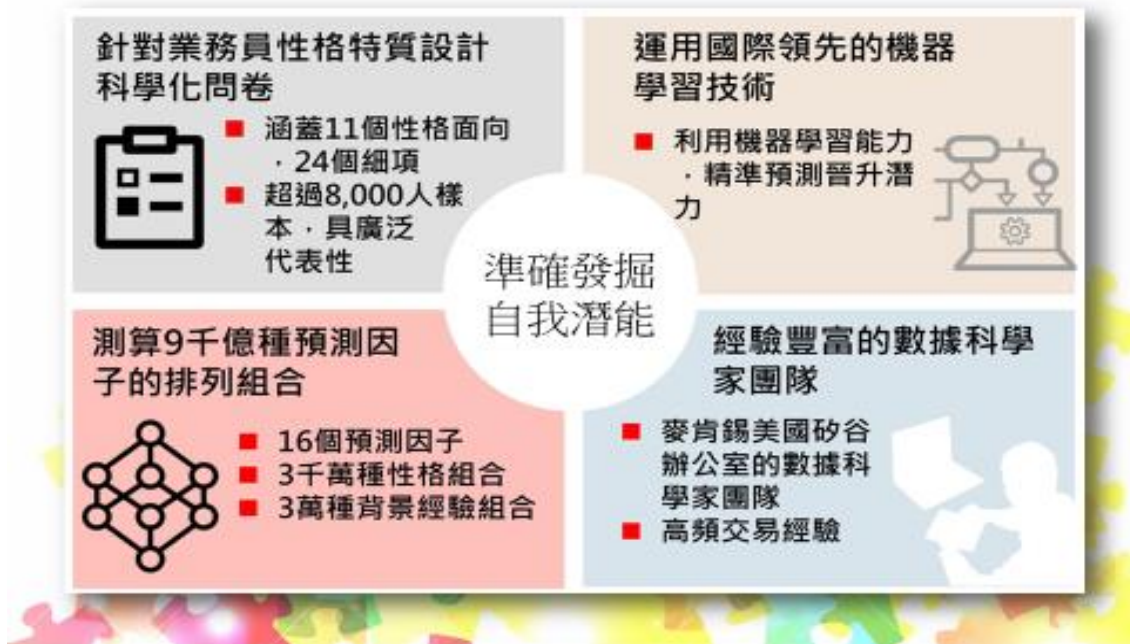 針對業務員性格特質設計
科學化問卷
■ 涵蓋11個性格面向
，24個細項
■ 超過8,000人樣
本，具廣泛
代表性
運用國際領先的機器
學習技術
■ 利用機器學習能力
，精準預測晉升潛
力
準確發掘
自我潛能
測算9千億種預測因
子的排列組合
■ 16個預測因子
■ 3千萬種性格組合
■ 3萬種背景經驗組合
經驗豐富的數據科學
家團隊
■ 麥肯錫美國矽谷
辦公室的數據科
學家團隊
■ 高頻交易經驗